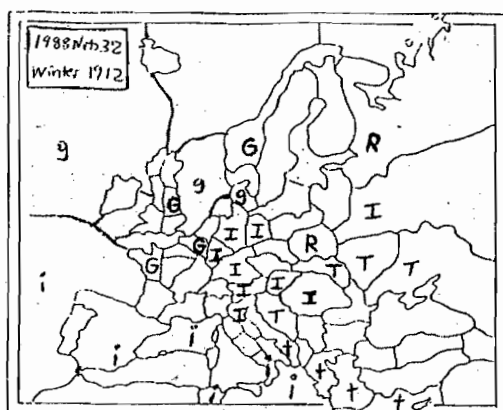 1988Nrb32
Winter 1912
G R
g
g g
G I
I I R
G I
I T T T
G I
i I I
I T
i i t
i i i t t t